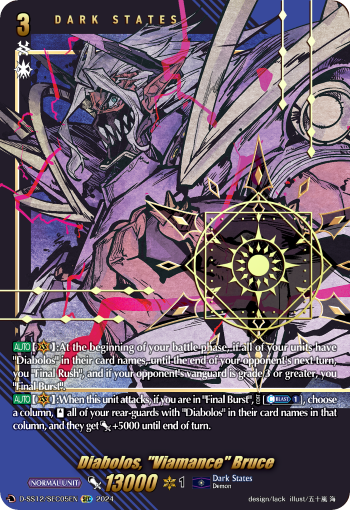 3
DARK STATES
AUTO [ ]:At the beginning of your battle phase, if all of your units have
"Diabolos" in their card names, until the end of your opponent's next turn,
you "Final Rush", and if your opponent's vanguard is grade 3 or greater, you
"Final Burst".
AUTO [ ]:When this unit attacks, if you are in "Final Burst", [BLAST 1], choose
a column, all of your rear-guards with "Diabolos" in their card names in that
column, and they get +5000 until end of turn.
Diabolos, "Viamance" Bruce
NORMAL UNIT 13000 1 Dark States
Demon
D-SS12/SEC05EN SEC 2024 design/lack illust/五十嵐 海